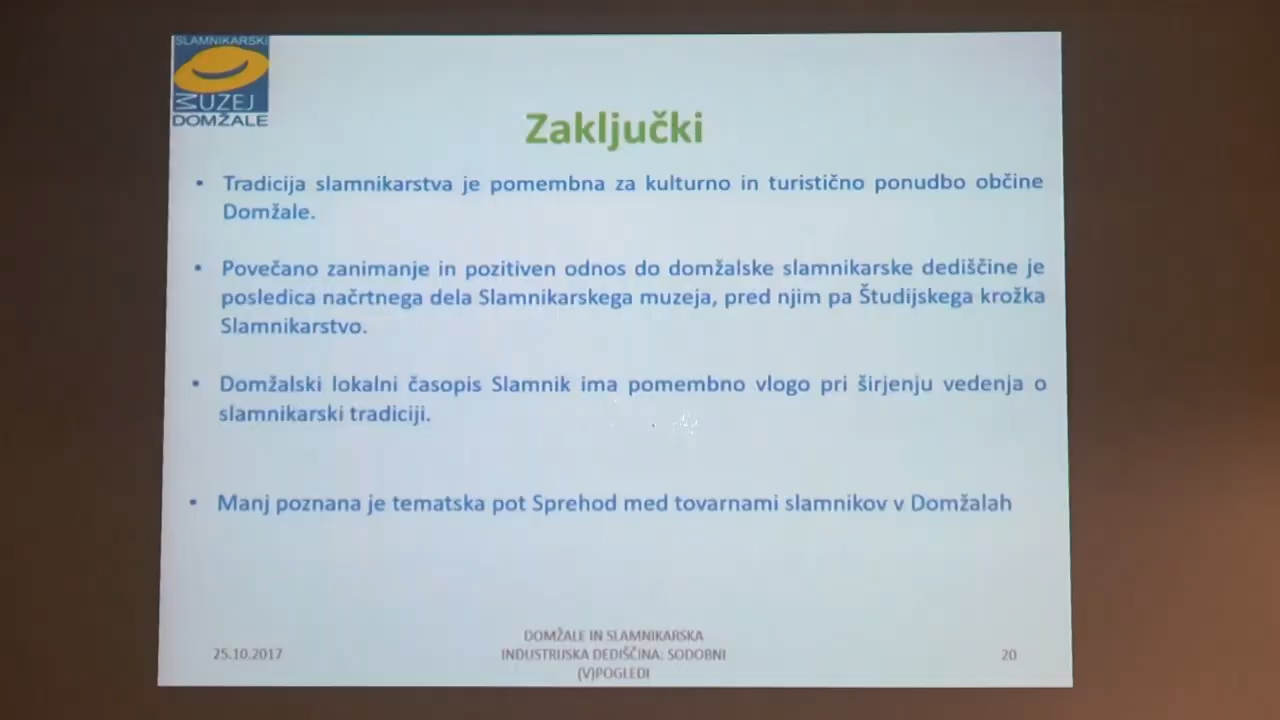 SLAMNIKARSKI
MUZEJ
DOMŽALE
Zaključki
• Tradicija slamnikarstva je pomembna za kulturno in turistično ponudbo občine
Domžale.
• Povečano zanimanje in pozitiven odnos do domžalske slamnikarske dediščine je
posledica načrtnega dela Slamnikarskega muzeja, pred njim pa Študijskega krožka
Slamnikarstvo.
• Domžalski lokalni časopis Slamnik ima pomembno vlogo pri širjenju vedenja o
slamnikarski tradiciji.
• Manj poznana je tematska pot Sprehod med tovarnami slamnikov v Domžalah
DOMŽALE IN SLAMNIKARSKA
25.10.2017
INDUSTRIJSKA DEDIŠČINA: SODOBNI
20
(V)POGLEDI